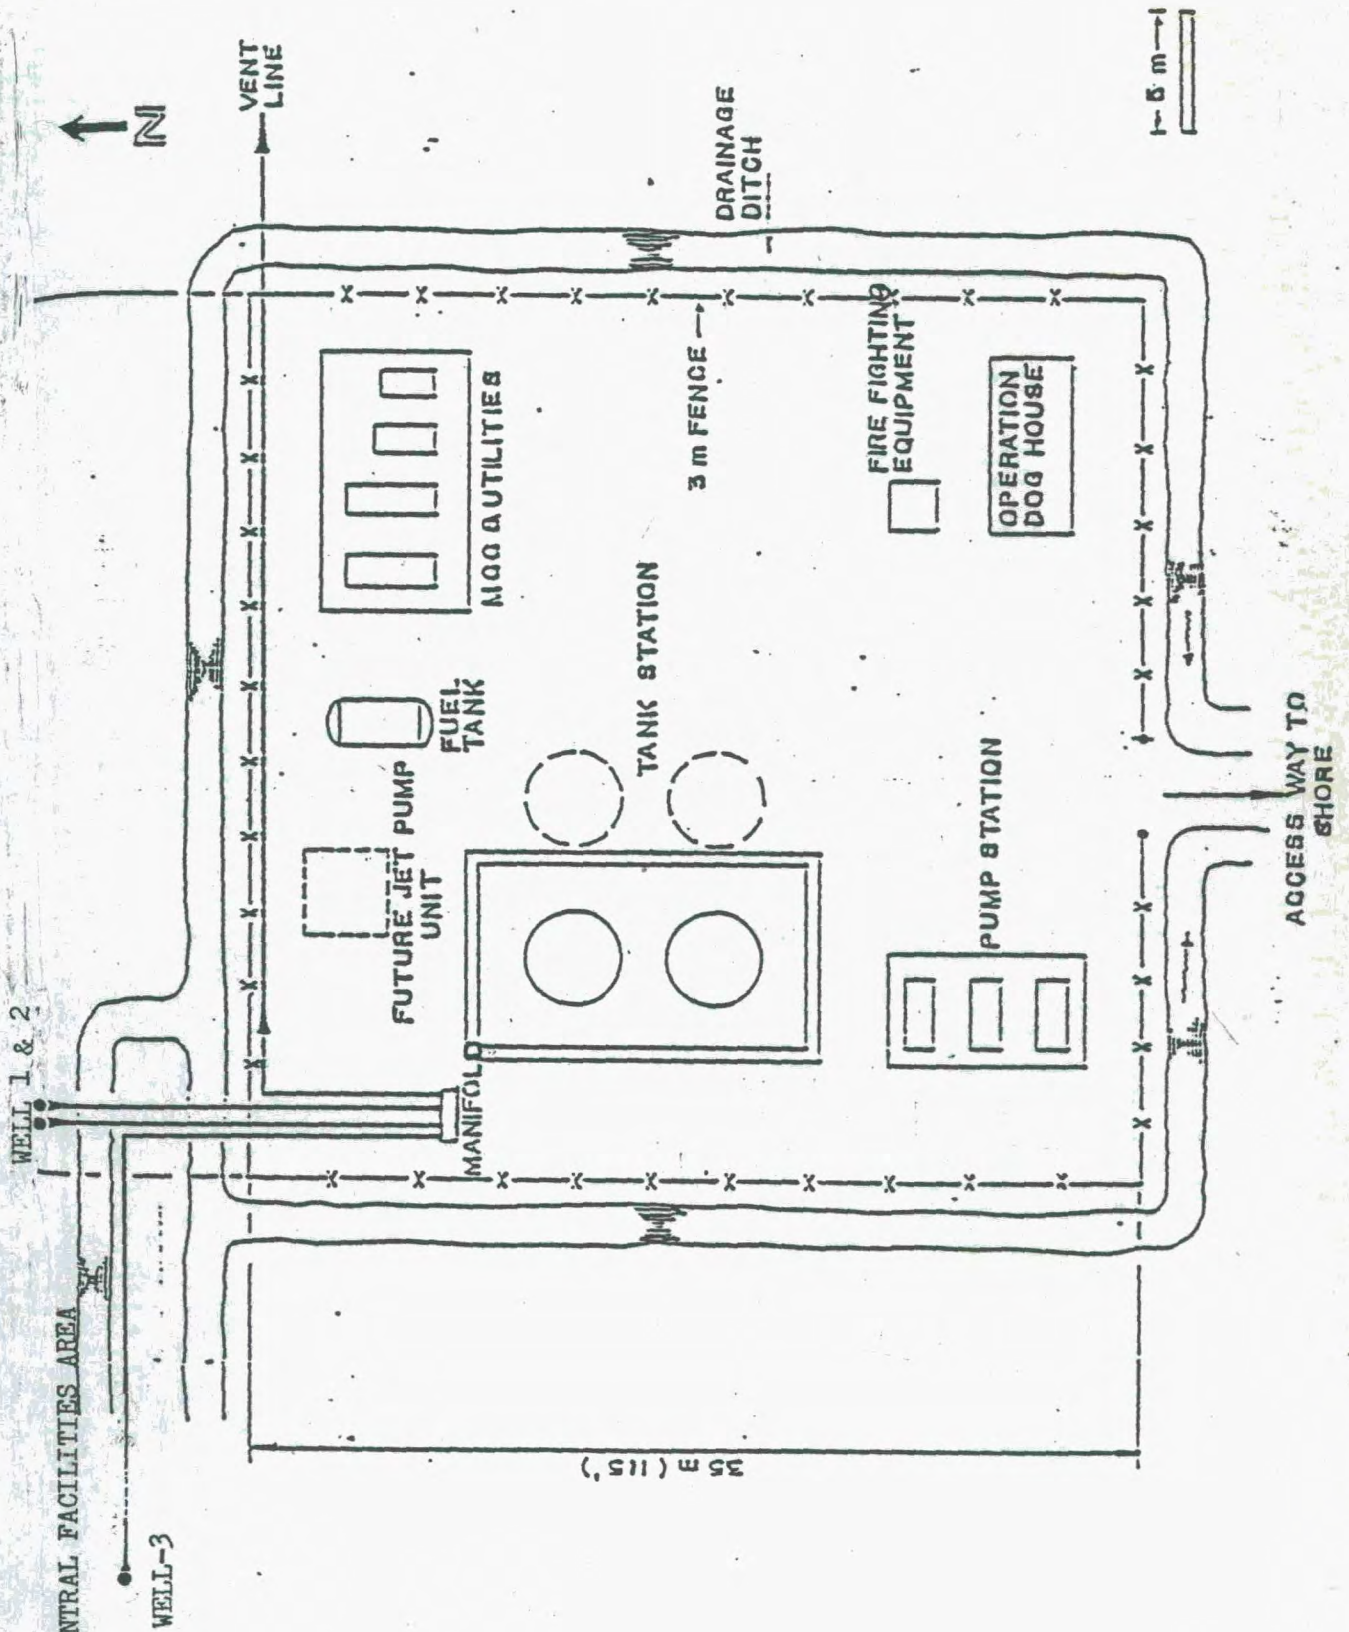 WELL 1 & 2
NTRAL FACILITIES AREA
WELL-3
VENT
LINE
N
DRAINAGE
DITCH
5 m
3 m FENCE
FIRE FIGHTING
EQUIPMENT
OPERATION
DOG HOUSE
FUEL
TANK
FUTURE JET PUMP
UNIT
TANK STATION
MANIFOLD
PUMP STATION
ACCESS WAY TO
SHORE
35 m (115')